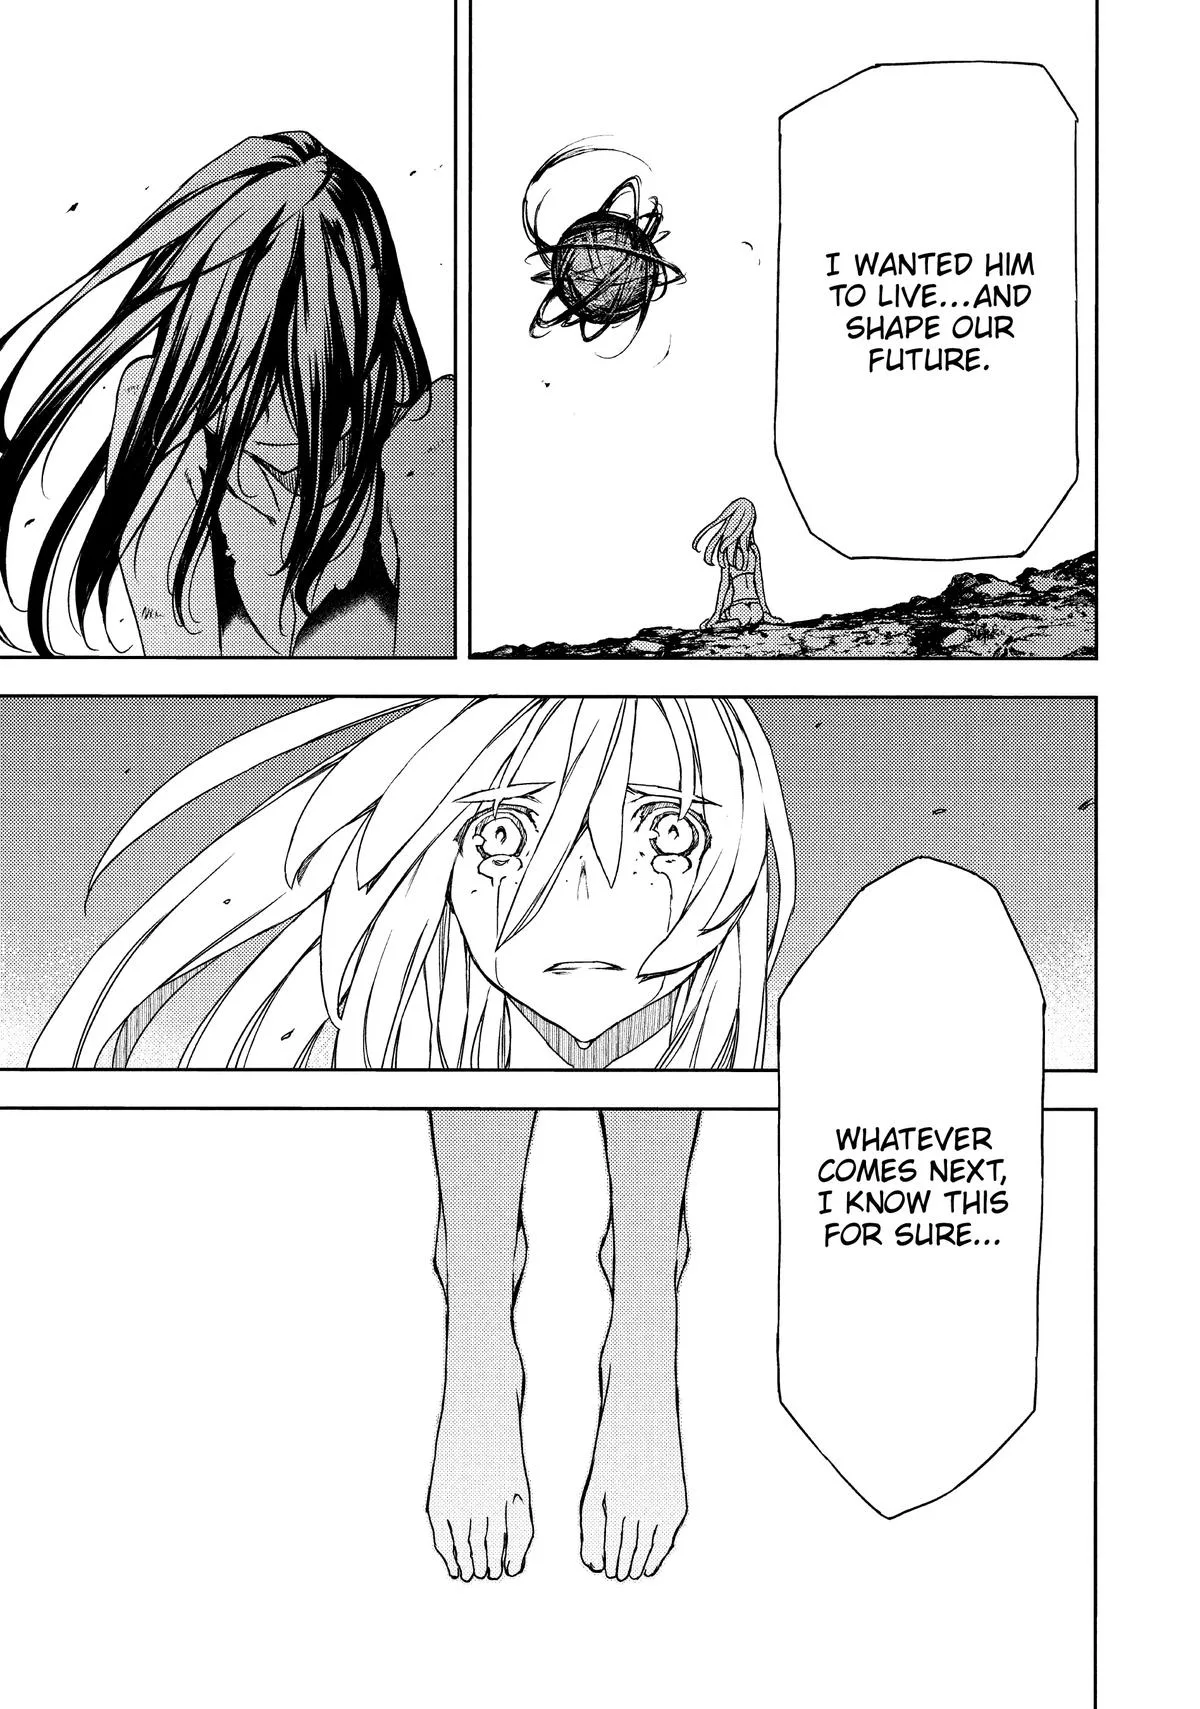 I WANTED HIM
TO LIVE...AND
SHAPE OUR
FUTURE.
WHATEVER
COMES NEXT,
I KNOW THIS
FOR SURE...